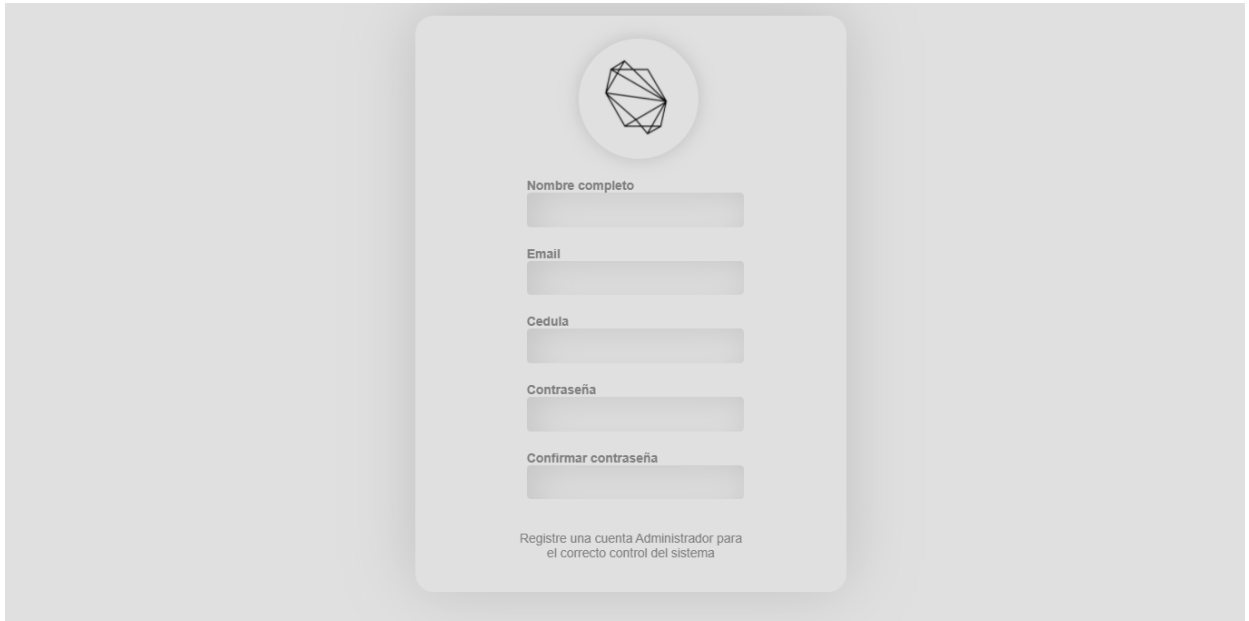 Nombre completo
Email
Cedula
Contraseña
Confirmar contraseña
Registre una cuenta Administrador para
el correcto control del sistema